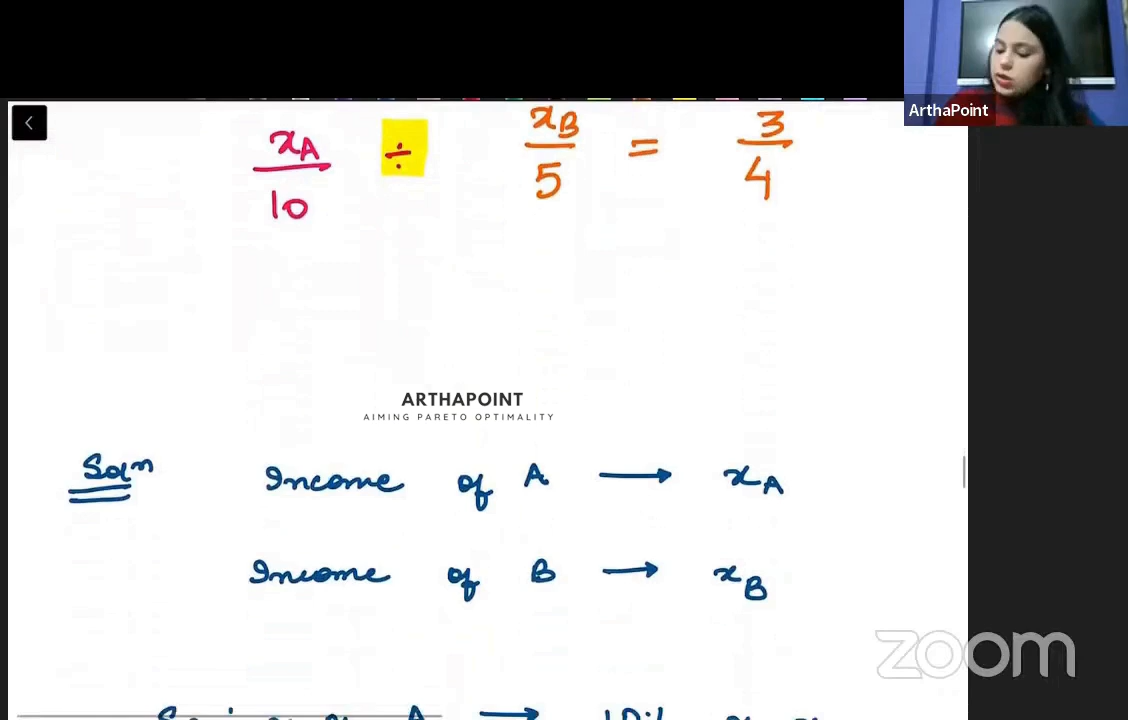 ArthaPoint
xA/10 ÷ xB/5 = 3/4
ARTHAPOINT
AIMING PARETO OPTIMALITY
Solⁿ Income of A → xA
Income of B → xB
zoom